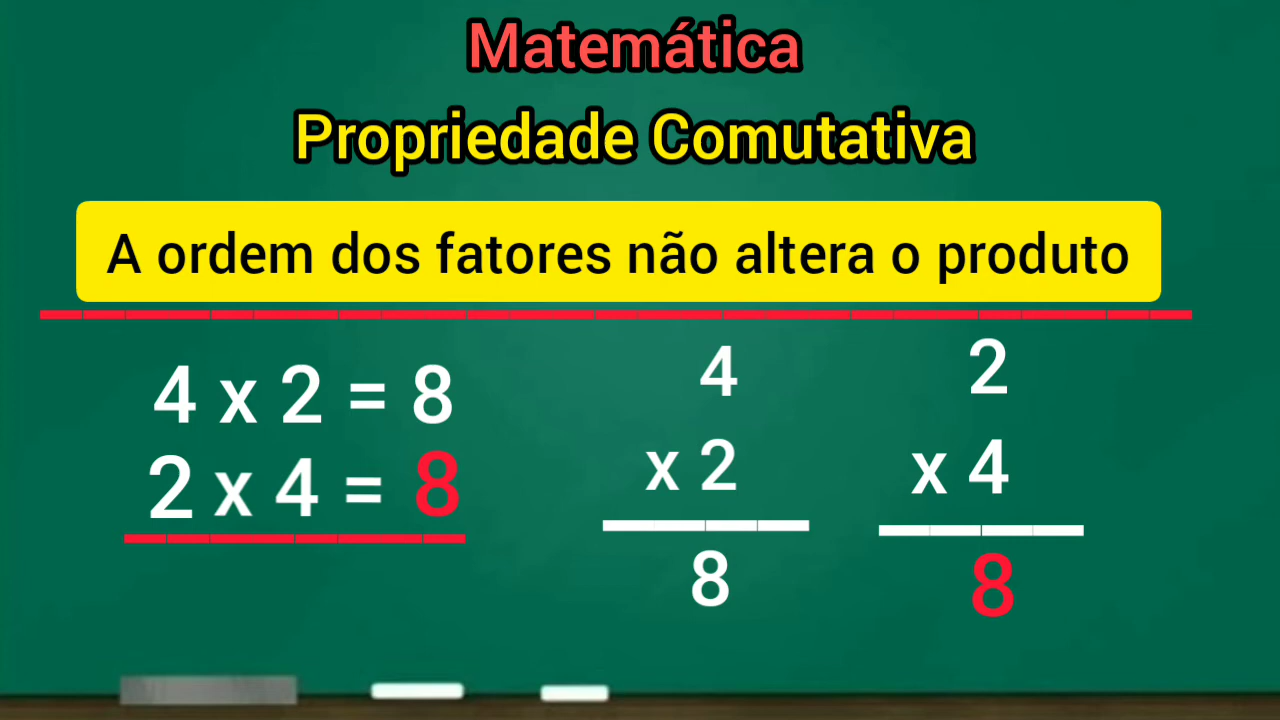 Matemática
Propriedade Comutativa
A ordem dos fatores não altera o produto
4 x 2 = 8
2 x 4 = 8
4
x 2
8
2
x 4
8